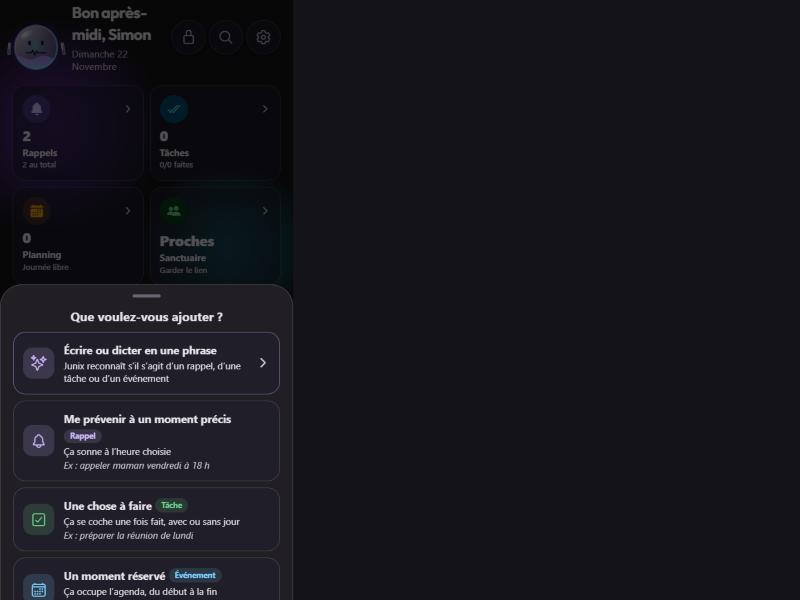 Bon après-
midi, Simon
Dimanche 22
Novembre
2
Rappels
2 au total
0
Tâches
0/0 faites
0
Planning
Journée libre
Proches
Sanctuaire
Garder le lien
Que voulez-vous ajouter ?
Écrire ou dicter en une phrase
Junix reconnaît s'il s'agit d'un rappel, d'une
tâche ou d'un événement
Me prévenir à un moment précis
Rappel
Ça sonne à l'heure choisie
Ex : appeler maman vendredi à 18 h
Une chose à faire Tâche
Ça se coche une fois fait, avec ou sans jour
Ex : préparer la réunion de lundi
Un moment réservé Événement
Ça occupe l'agenda, du début à la fin